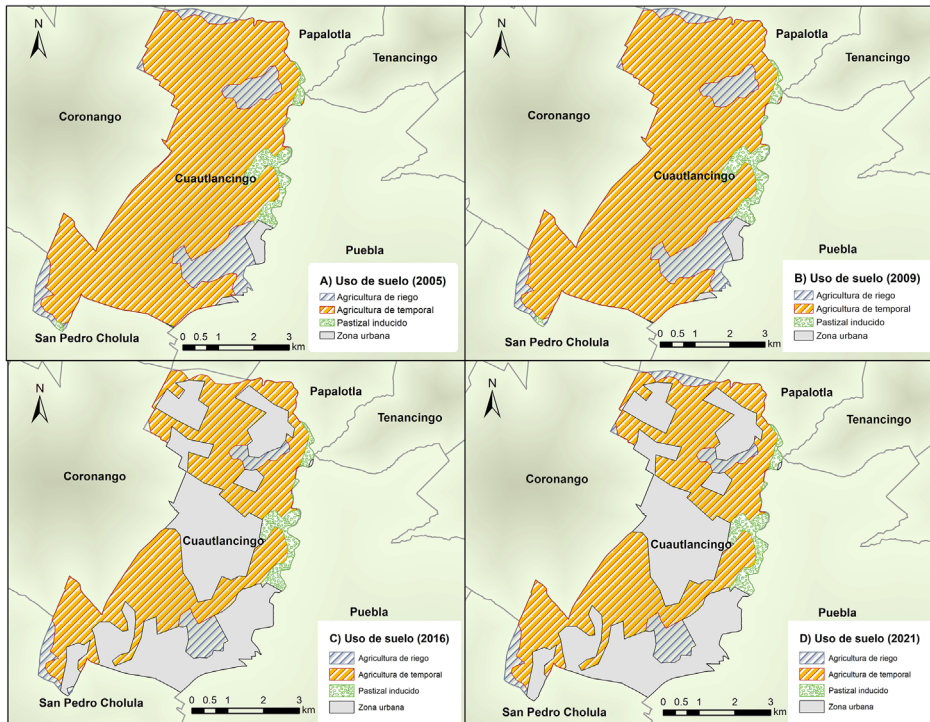 N
Papalotla
Tenancingo
Coronango
Cuautlancingo
Puebla
San Pedro Cholula
A) Uso de suelo (2005)
Agricultura de riego
Agricultura de temporal
Pastizal inducido
Zona urbana
0 0.5 1 2 3
km
N
Papalotla
Tenancingo
Coronango
Cuautlancingo
Puebla
San Pedro Cholula
B) Uso de suelo (2009)
Agricultura de riego
Agricultura de temporal
Pastizal inducido
Zona urbana
0 0.5 1 2 3
km
N
Papalotla
Tenancingo
Coronango
Cuautlancingo
Puebla
San Pedro Cholula
C) Uso de suelo (2016)
Agricultura de riego
Agricultura de temporal
Pastizal inducido
Zona urbana
0 0.5 1 2 3
km
N
Papalotla
Tenancingo
Coronango
Cuautlancingo
Puebla
San Pedro Cholula
D) Uso de suelo (2021)
Agricultura de riego
Agricultura de temporal
Pastizal inducido
Zona urbana
0 0.5 1 2 3
km